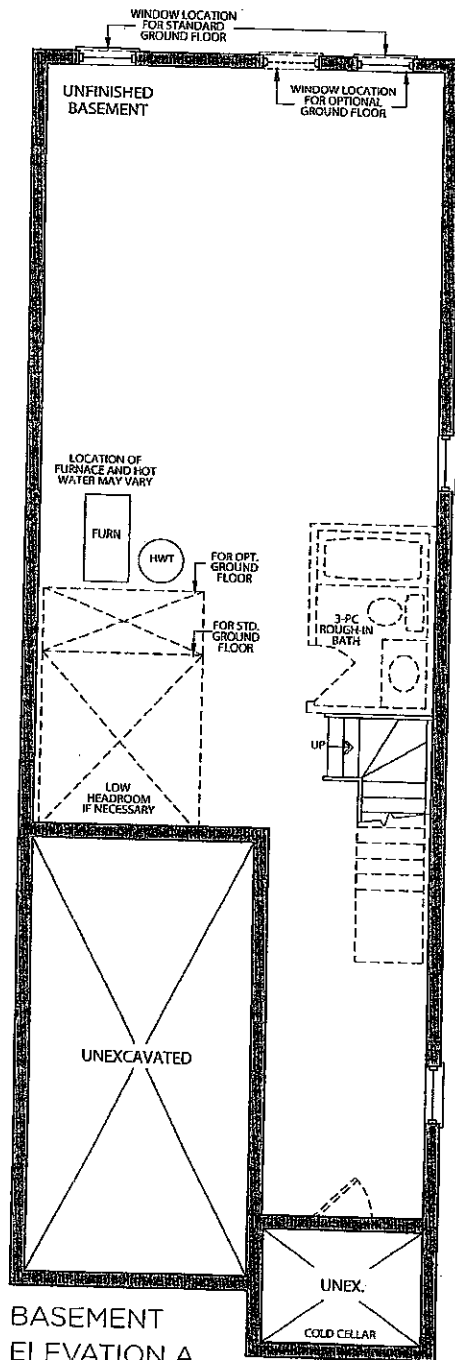 WINDOW LOCATION
FOR STANDARD
GROUND FLOOR
UNFINISHED
BASEMENT
WINDOW LOCATION
FOR OPTIONAL
GROUND FLOOR
LOCATION OF
FURNACE AND HOT
WATER MAY VARY
FURN
HWT
FOR OPT.
GROUND
FLOOR
FOR STD.
GROUND
FLOOR
3-PC
ROUGH-IN
BATH
UP
LOW
HEADROOM
IF NECESSARY
UNEXCAVATED
UNEX.
COLD CELLAR
BASEMENT
ELEVATION A